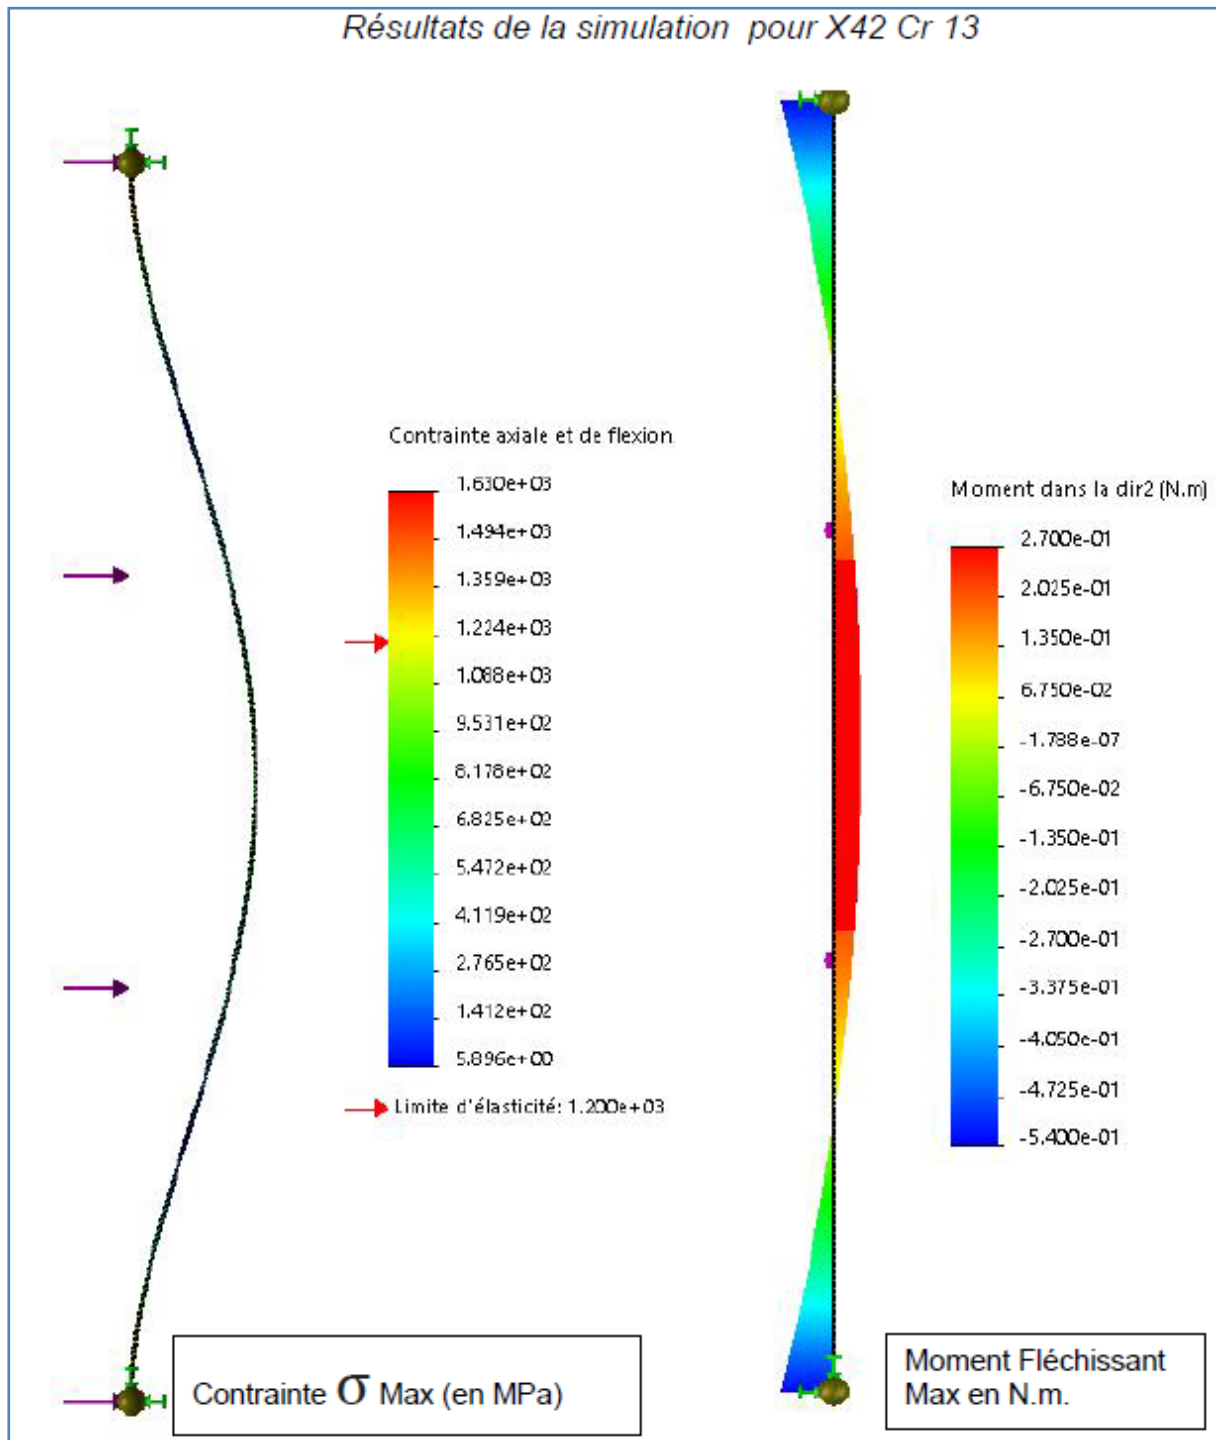 Résultats de la simulation pour X42 Cr 13
Contrainte axiale et de flexion
1.630e+03
1.494e+03
1.359e+03
1.224e+03
1.088e+03
9.531e+02
8.178e+02
6.825e+02
5.472e+02
4.119e+02
2.765e+02
1.412e+02
5.896e+00
Limite d'élasticité: 1.200e+03
Moment dans la dir2 (N.m)
2.700e-01
2.025e-01
1.350e-01
6.750e-02
-1.788e-07
-6.750e-02
-1.350e-01
-2.025e-01
-2.700e-01
-3.375e-01
-4.050e-01
-4.725e-01
-5.400e-01
Contrainte σ Max (en MPa)
Moment Fléchissant
Max en N.m.